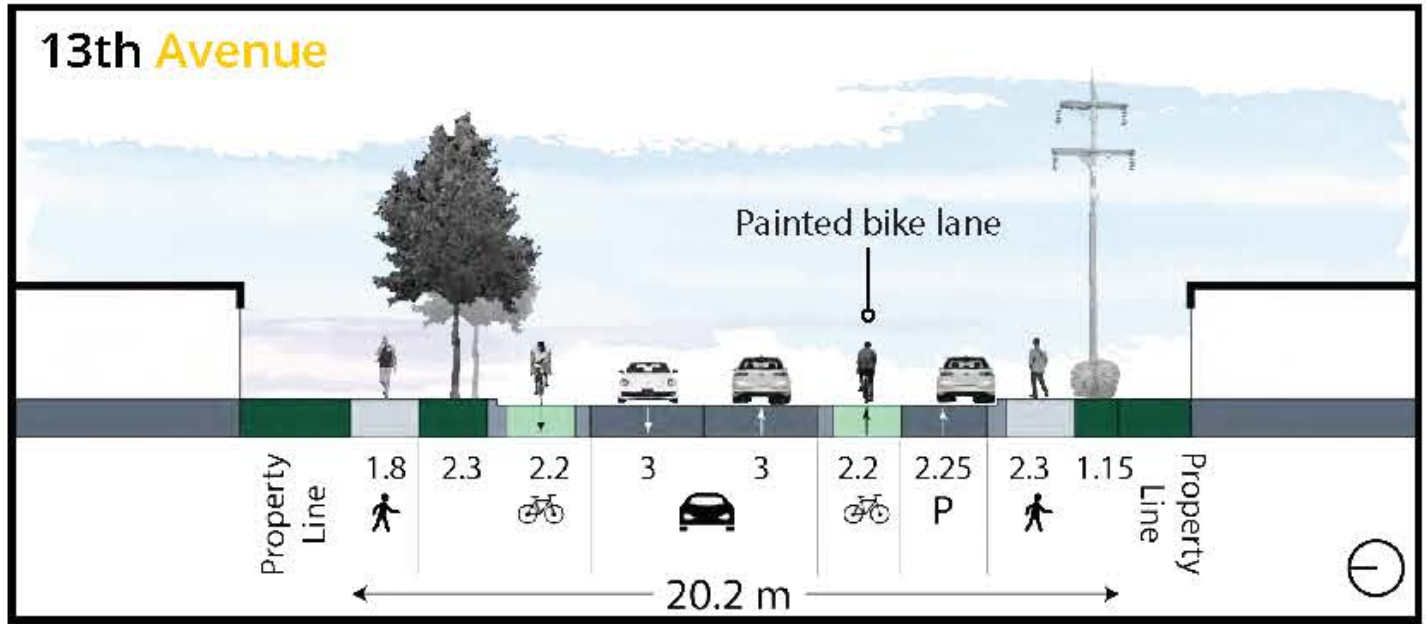 13th Avenue
Painted bike lane
Property
Line
1.8
2.3
2.2
3
3
2.2
2.25
2.3
1.15
Property
Line
P
20.2 m